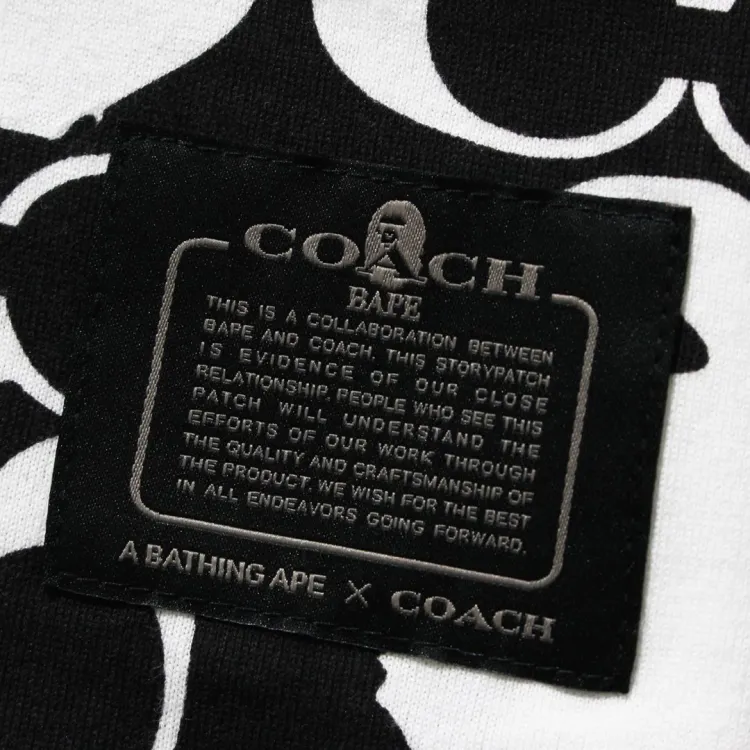 COACH
BAPE
THIS IS A COLLABORATION BETWEEN
BAPE AND COACH. THIS STORYPATCH
IS EVIDENCE OF OUR CLOSE
RELATIONSHIP. PEOPLE WHO SEE THIS
PATCH WILL UNDERSTAND THE
EFFORTS OF OUR WORK THROUGH
THE QUALITY AND CRAFTSMANSHIP OF
THE PRODUCT. WE WISH FOR THE BEST
IN ALL ENDEAVORS GOING FORWARD.
A BATHING APE × COACH